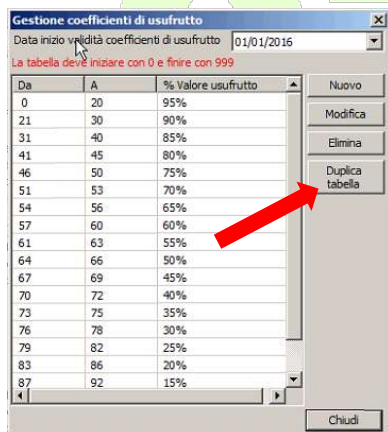 Gestione coefficienti di usufrutto
Data inizio validità coefficienti di usufrutto 01/01/2016
La tabella deve iniziare con 0 e finire con 999
Da A % Valore usufrutto
0 20 95%
21 30 90%
31 40 85%
41 45 80%
46 50 75%
51 53 70%
54 56 65%
57 60 60%
61 63 55%
64 66 50%
67 69 45%
70 72 40%
73 75 35%
76 78 30%
79 82 25%
83 86 20%
87 92 15%
Nuovo
Modifica
Elimina
Duplica
tabella
Chiudi